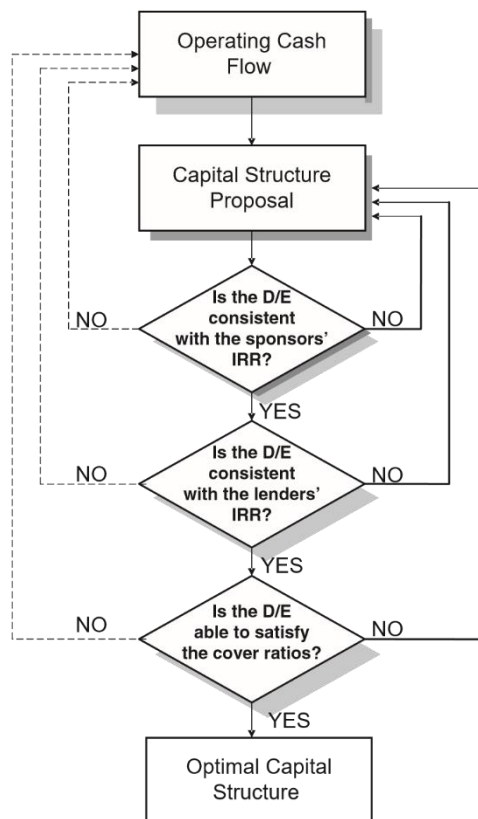 Operating Cash
Flow
Capital Structure
Proposal
Is the D/E
consistent
with the sponsors'
IRR?
NO
NO
YES
Is the D/E
consistent
with the lenders'
IRR?
NO
NO
YES
Is the D/E
able to satisfy
the cover ratios?
NO
NO
YES
Optimal Capital
Structure